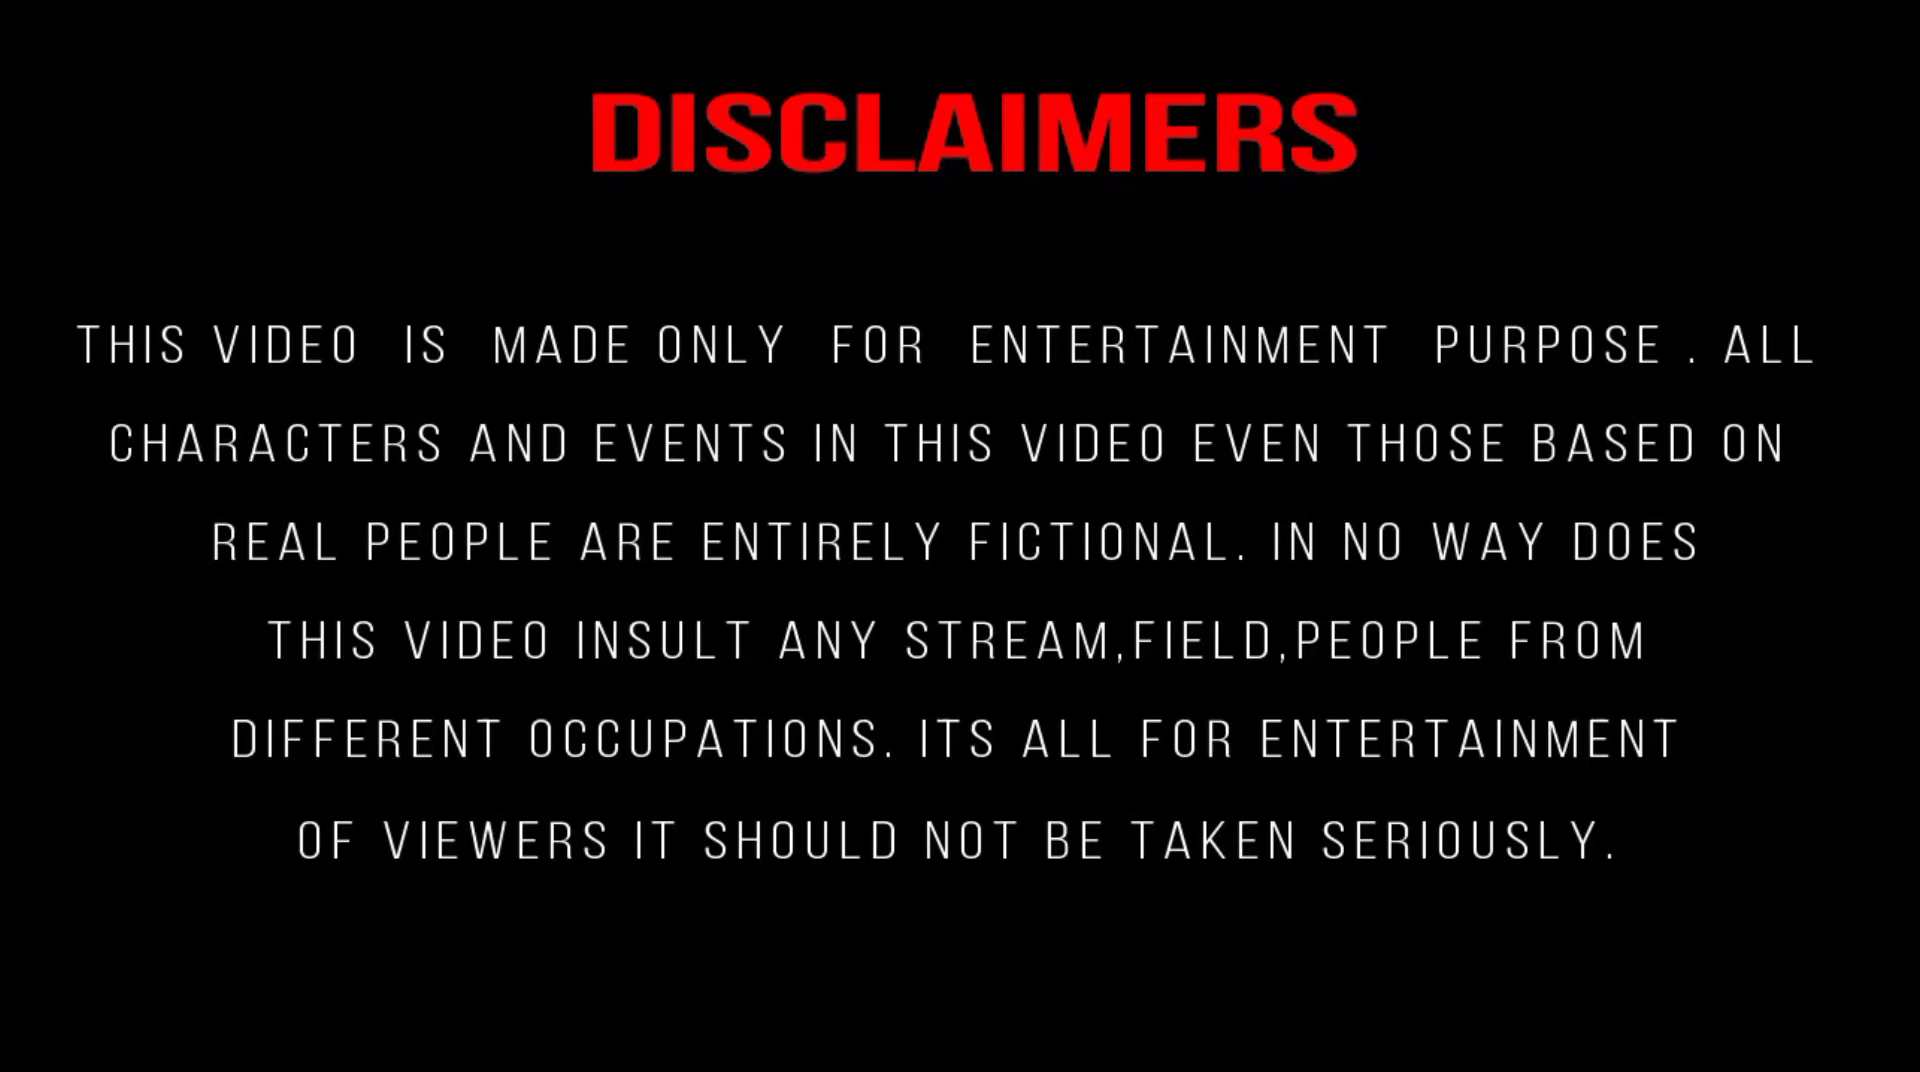 DISCLAIMERS
THIS VIDEO IS MADE ONLY FOR ENTERTAINMENT PURPOSE . ALL
CHARACTERS AND EVENTS IN THIS VIDEO EVEN THOSE BASED ON
REAL PEOPLE ARE ENTIRELY FICTIONAL. IN NO WAY DOES
THIS VIDEO INSULT ANY STREAM,FIELD,PEOPLE FROM
DIFFERENT OCCUPATIONS. ITS ALL FOR ENTERTAINMENT
OF VIEWERS IT SHOULD NOT BE TAKEN SERIOUSLY.